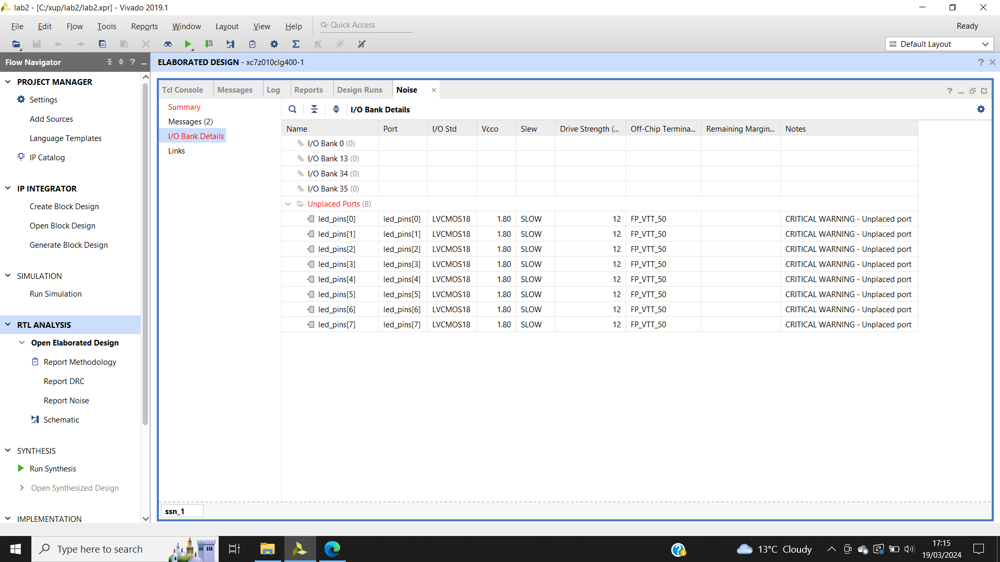 lab2 - [C:/xup/lab2/lab2.xpr] - Vivado 2019.1
File Edit Flow Tools Reports Window Layout View Help Quick Access Ready
Default Layout
Flow Navigator
ELABORATED DESIGN - xc7z010clg400-1
PROJECT MANAGER
Settings
Add Sources
Language Templates
IP Catalog
IP INTEGRATOR
Create Block Design
Open Block Design
Generate Block Design
SIMULATION
Run Simulation
RTL ANALYSIS
Open Elaborated Design
Report Methodology
Report DRC
Report Noise
Schematic
SYNTHESIS
Run Synthesis
Open Synthesized Design
IMPLEMENTATION
Tcl Console Messages Log Reports Design Runs Noise
Summary
Messages (2)
I/O Bank Details
Links
I/O Bank Details
Name Port I/O Std Vcco Slew Drive Strength (... Off-Chip Termina... Remaining Margin... Notes
I/O Bank 0 (0)
I/O Bank 13 (0)
I/O Bank 34 (0)
I/O Bank 35 (0)
Unplaced Ports (8)
led_pins[0] led_pins[0] LVCMOS18 1.80 SLOW 12 FP_VTT_50 CRITICAL WARNING - Unplaced port
led_pins[1] led_pins[1] LVCMOS18 1.80 SLOW 12 FP_VTT_50 CRITICAL WARNING - Unplaced port
led_pins[2] led_pins[2] LVCMOS18 1.80 SLOW 12 FP_VTT_50 CRITICAL WARNING - Unplaced port
led_pins[3] led_pins[3] LVCMOS18 1.80 SLOW 12 FP_VTT_50 CRITICAL WARNING - Unplaced port
led_pins[4] led_pins[4] LVCMOS18 1.80 SLOW 12 FP_VTT_50 CRITICAL WARNING - Unplaced port
led_pins[5] led_pins[5] LVCMOS18 1.80 SLOW 12 FP_VTT_50 CRITICAL WARNING - Unplaced port
led_pins[6] led_pins[6] LVCMOS18 1.80 SLOW 12 FP_VTT_50 CRITICAL WARNING - Unplaced port
led_pins[7] led_pins[7] LVCMOS18 1.80 SLOW 12 FP_VTT_50 CRITICAL WARNING - Unplaced port
ssn_1
Type here to search
13°C Cloudy
17:15
19/03/2024